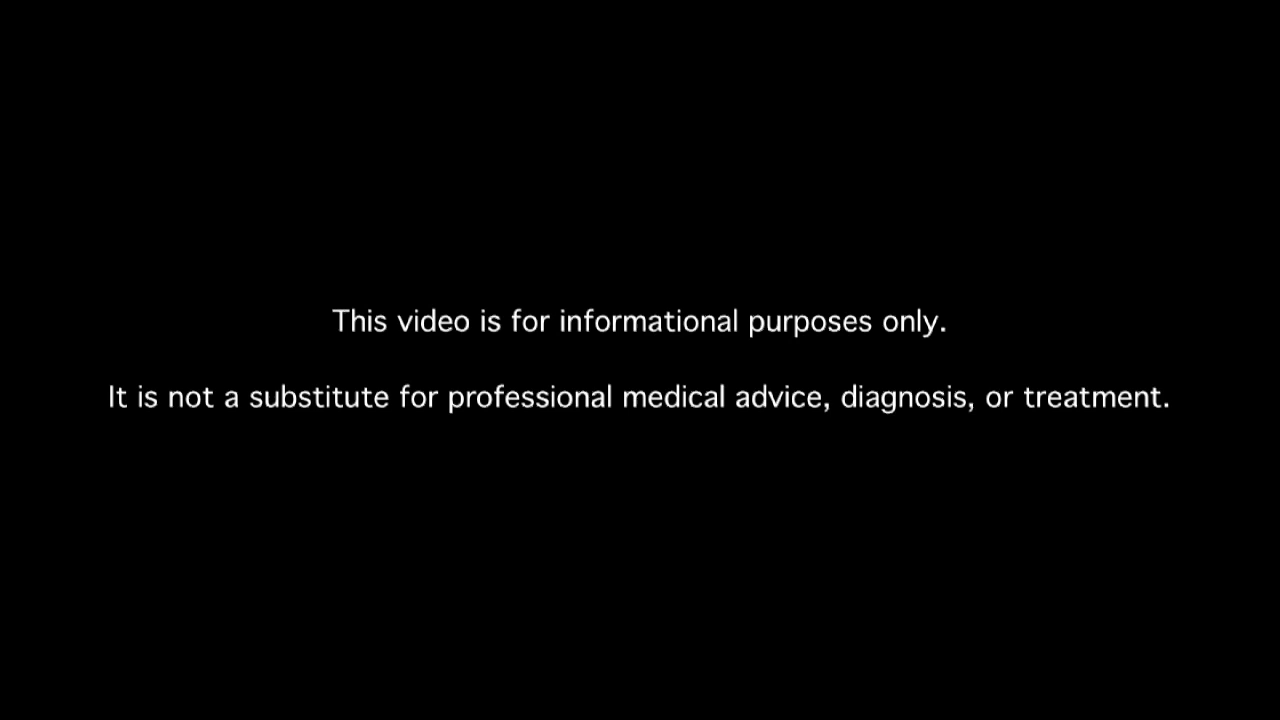 This video is for informational purposes only.
It is not a substitute for professional medical advice, diagnosis, or treatment.